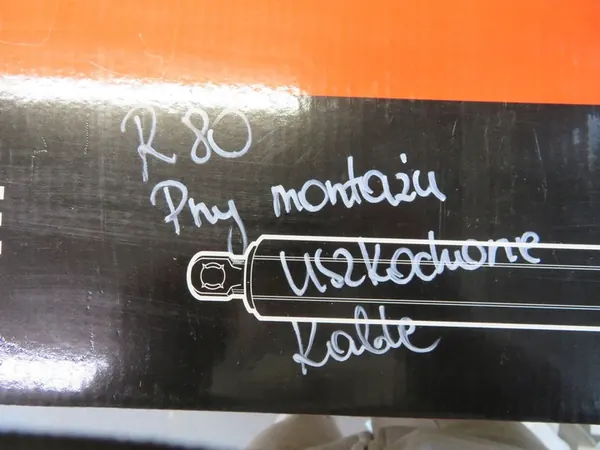 R 80
Przy montażu
uszkodzone
Kable